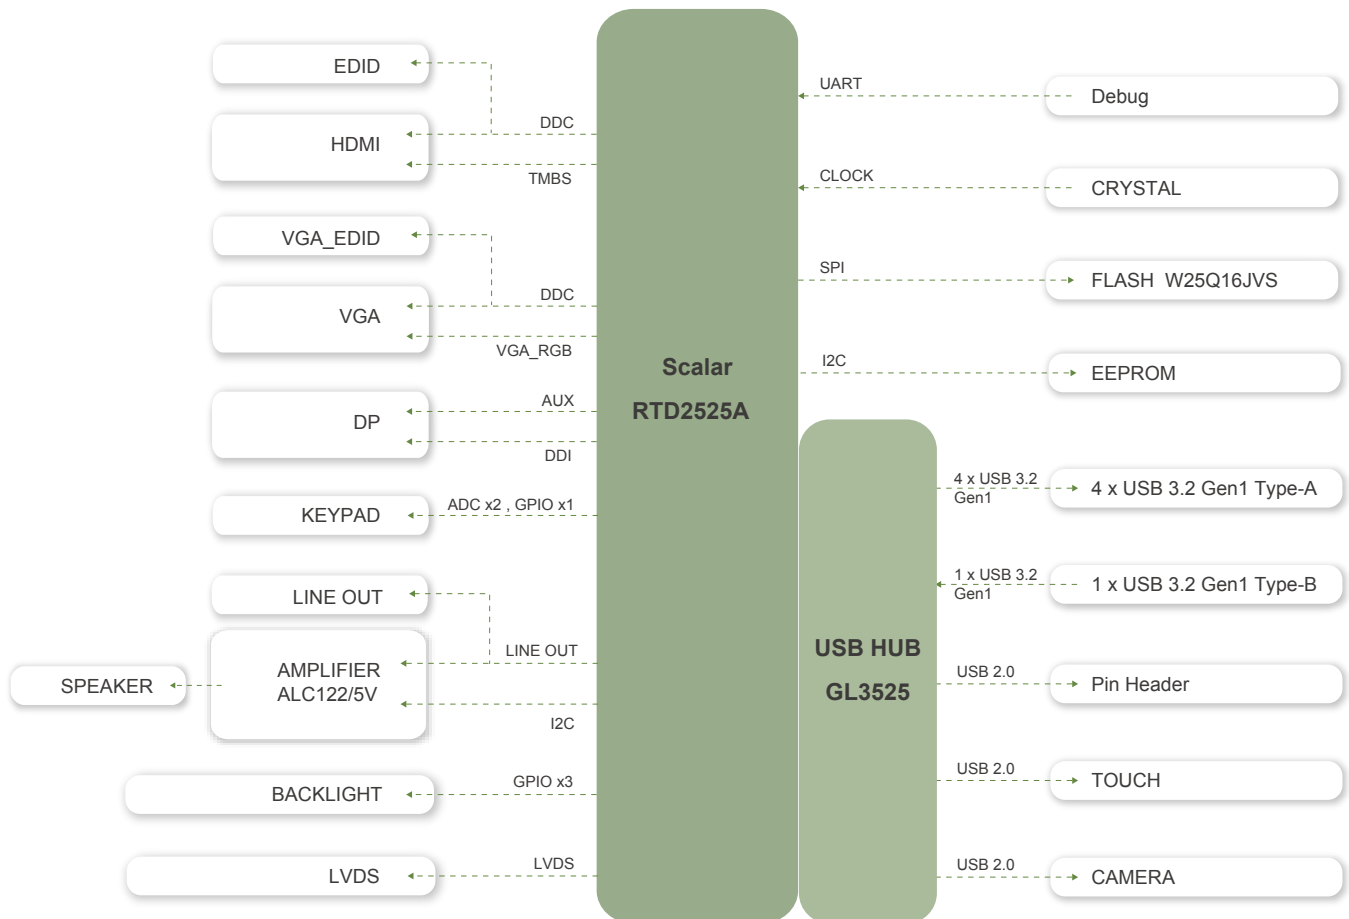 EDID
DDC
HDMI
TMBS
VGA_EDID
DDC
VGA
VGA_RGB
AUX
DP
DDI
KEYPAD
ADC x2 , GPIO x1
LINE OUT
LINE OUT
AMPLIFIER
ALC122/5V
SPEAKER
I2C
GPIO x3
BACKLIGHT
LVDS
LVDS
Scalar
RTD2525A
UART
Debug
CLOCK
CRYSTAL
SPI
FLASH  W25Q16JVS
I2C
EEPROM
USB HUB
GL3525
4 x USB 3.2
Gen1
4 x USB 3.2 Gen1 Type-A
1 x USB 3.2
Gen1
1 x USB 3.2 Gen1 Type-B
USB 2.0
Pin Header
USB 2.0
TOUCH
USB 2.0
CAMERA